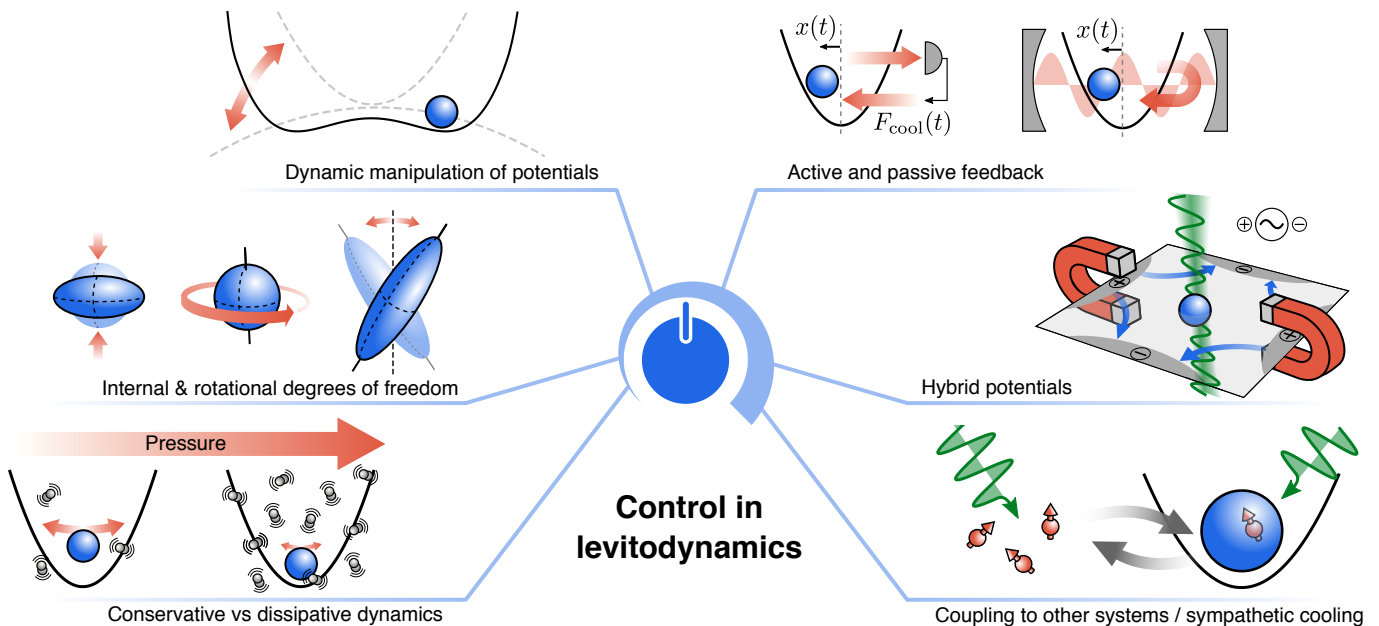 x(t)
x(t)
F_cool(t)
Dynamic manipulation of potentials
Active and passive feedback
+ ~ −
−
+
+
−
Internal & rotational degrees of freedom
Hybrid potentials
Pressure
Control in
levitodynamics
Conservative vs dissipative dynamics
Coupling to other systems / sympathetic cooling